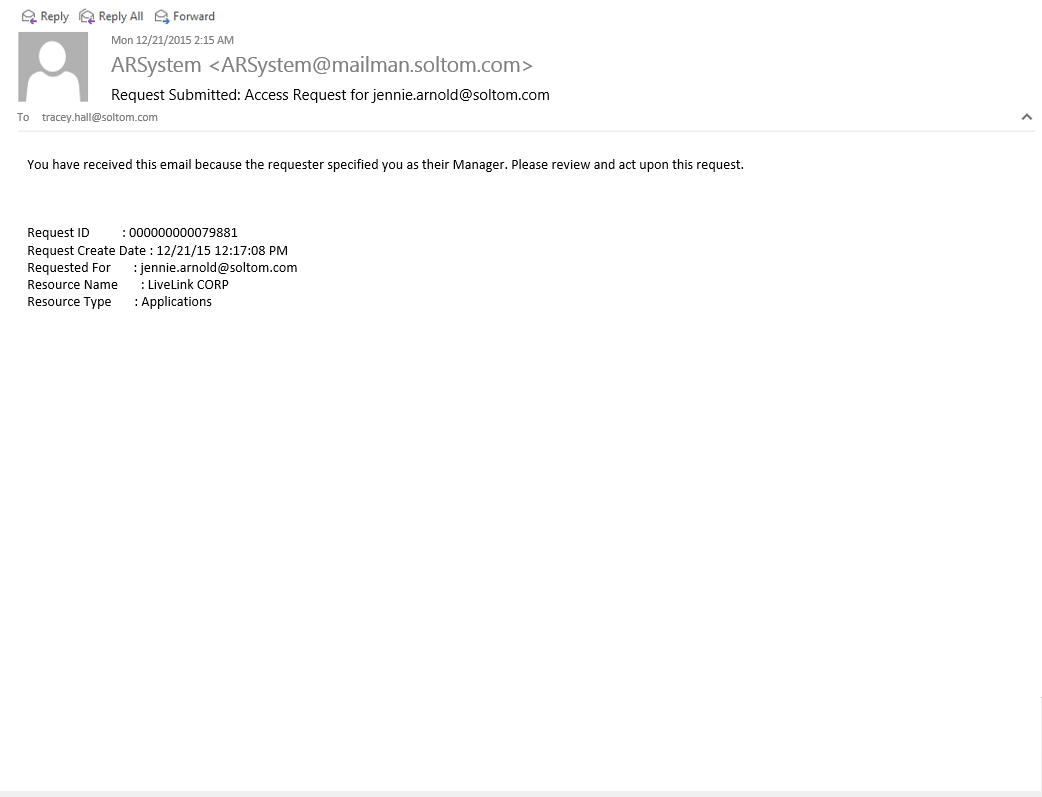 Reply Reply All Forward
Mon 12/21/2015 2:15 AM
ARSystem <ARSystem@mailman.soltom.com>
Request Submitted: Access Request for jennie.arnold@soltom.com
To tracey.hall@soltom.com
You have received this email because the requester specified you as their Manager. Please review and act upon this request.
Request ID : 000000000079881
Request Create Date : 12/21/15 12:17:08 PM
Requested For : jennie.arnold@soltom.com
Resource Name : LiveLink CORP
Resource Type : Applications